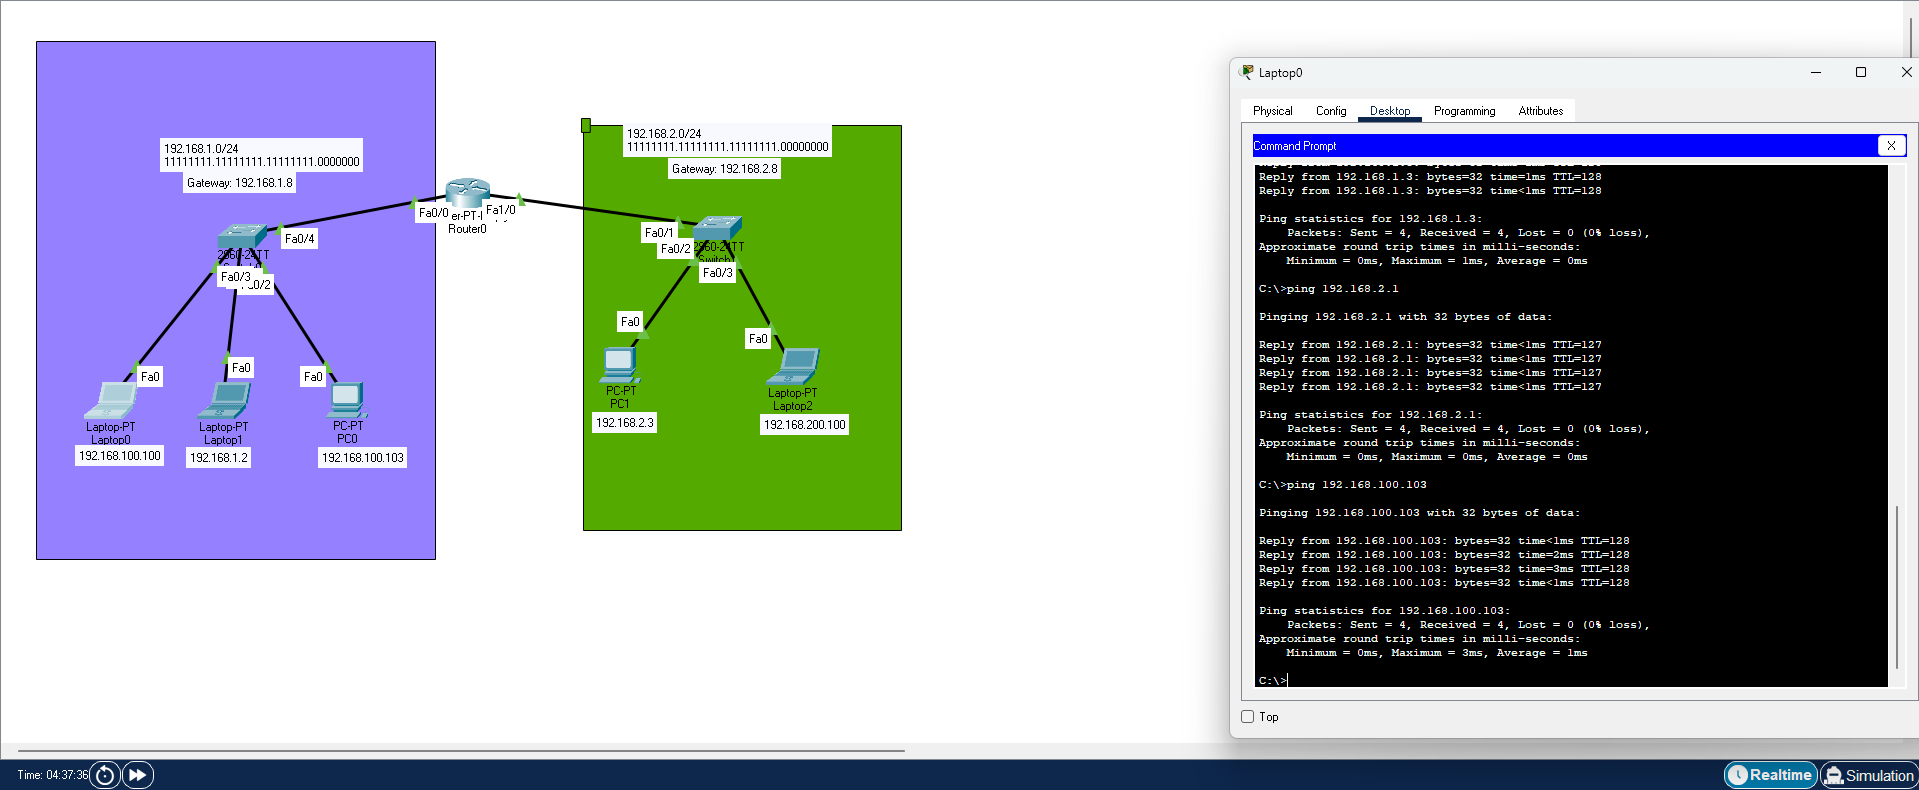 192.168.1.0/24
11111111.11111111.11111111.0000000
Gateway: 192.168.1.8
192.168.2.0/24
11111111.11111111.11111111.00000000
Gateway: 192.168.2.8
Fa0/0
er-PT-
Fa1/0
Router0
Fa0/4
2960-24TT
Fa0/3
Fa0/1
Fa0/2
2960-24TT
Switch
Fa0/3
Fa0
Fa0
Fa0
Laptop-PT
Laptop0
192.168.100.100
Laptop-PT
Laptop1
192.168.1.2
PC-PT
PC0
192.168.100.103
Fa0
Fa0
PC-PT
PC1
192.168.2.3
Laptop-PT
Laptop2
192.168.200.100
Laptop0
Physical Config Desktop Programming Attributes
Command Prompt
X
Reply from 192.168.1.3: bytes=32 time=1ms TTL=128
Reply from 192.168.1.3: bytes=32 time<1ms TTL=128
Ping statistics for 192.168.1.3:
Packets: Sent = 4, Received = 4, Lost = 0 (0% loss),
Approximate round trip times in milli-seconds:
Minimum = 0ms, Maximum = 1ms, Average = 0ms
C:\>ping 192.168.2.1
Pinging 192.168.2.1 with 32 bytes of data:
Reply from 192.168.2.1: bytes=32 time<1ms TTL=127
Reply from 192.168.2.1: bytes=32 time<1ms TTL=127
Reply from 192.168.2.1: bytes=32 time<1ms TTL=127
Reply from 192.168.2.1: bytes=32 time<1ms TTL=127
Ping statistics for 192.168.2.1:
Packets: Sent = 4, Received = 4, Lost = 0 (0% loss),
Approximate round trip times in milli-seconds:
Minimum = 0ms, Maximum = 0ms, Average = 0ms
C:\>ping 192.168.100.103
Pinging 192.168.100.103 with 32 bytes of data:
Reply from 192.168.100.103: bytes=32 time<1ms TTL=128
Reply from 192.168.100.103: bytes=32 time=2ms TTL=128
Reply from 192.168.100.103: bytes=32 time=3ms TTL=128
Reply from 192.168.100.103: bytes=32 time<1ms TTL=128
Ping statistics for 192.168.100.103:
Packets: Sent = 4, Received = 4, Lost = 0 (0% loss),
Approximate round trip times in milli-seconds:
Minimum = 0ms, Maximum = 3ms, Average = 1ms
C:\>
Top
Time: 04:37:36
Realtime
Simulation